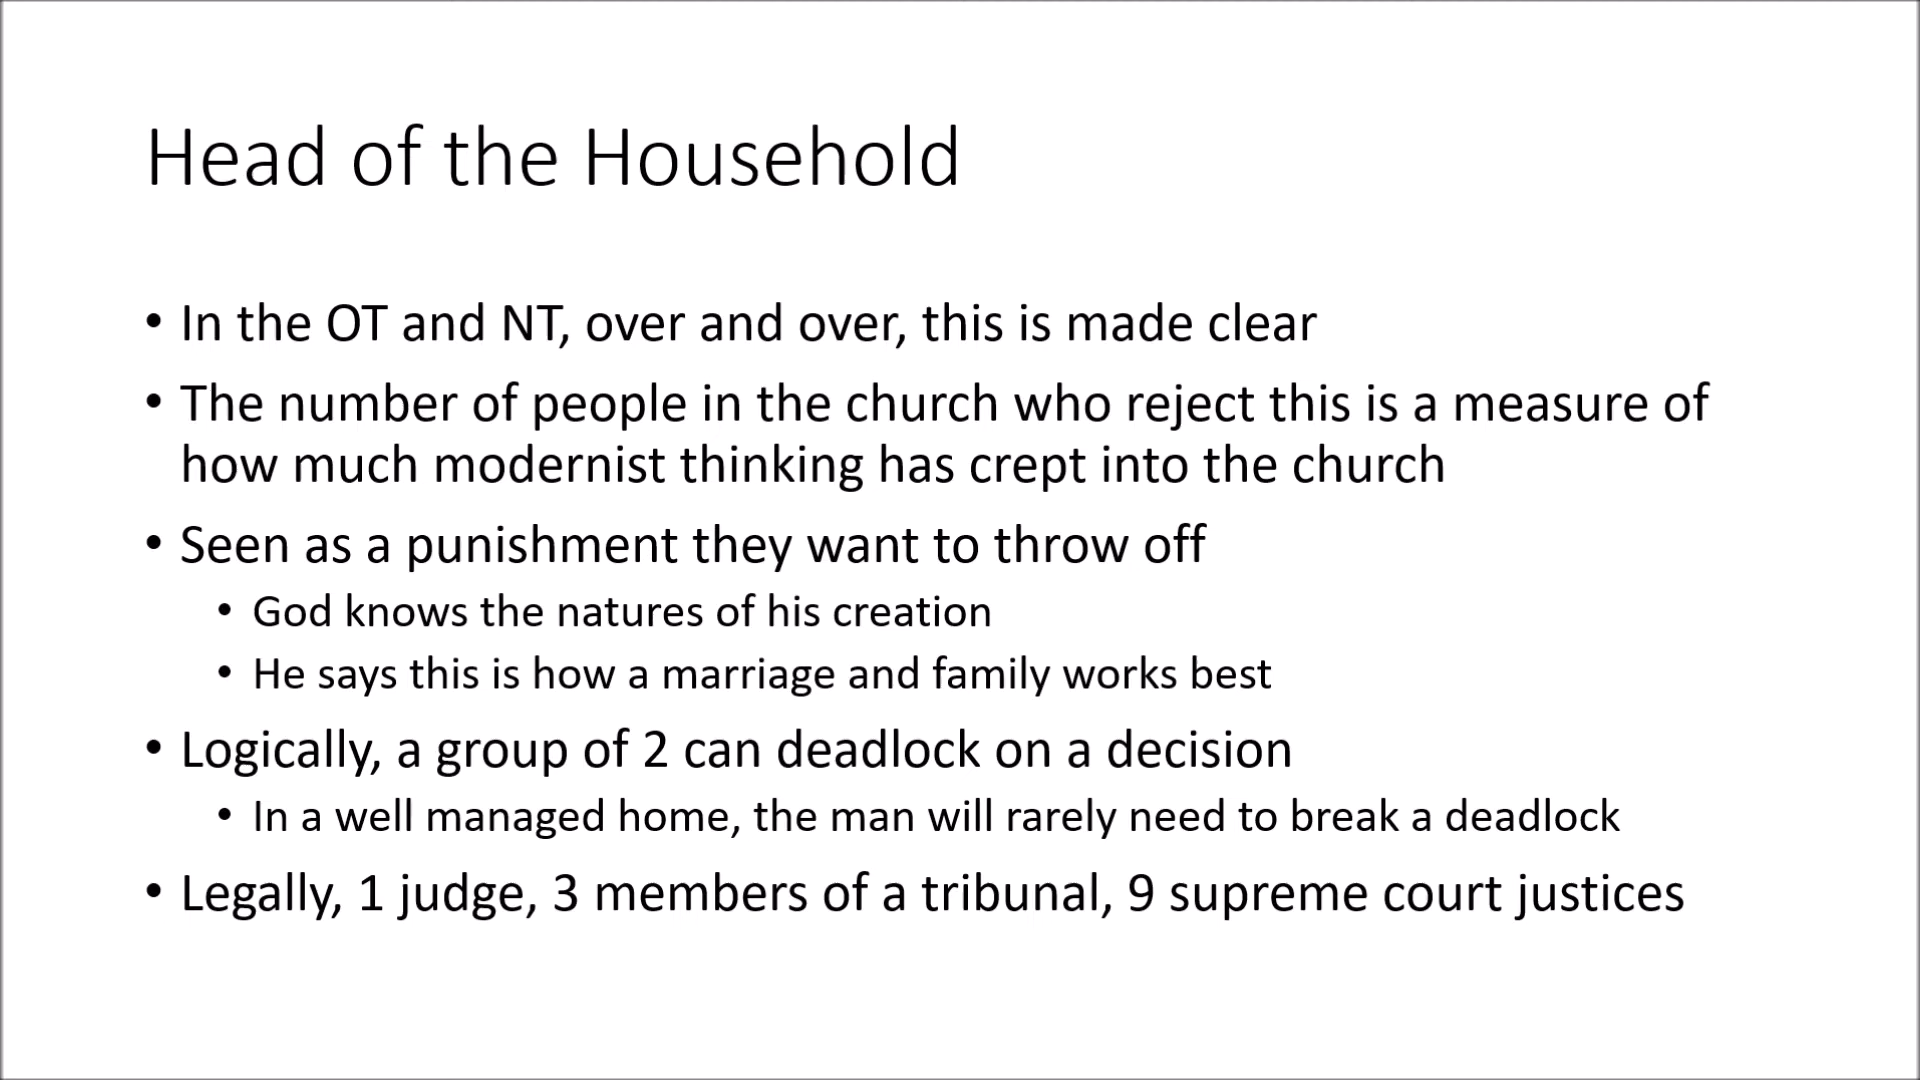 Head of the Household
• In the OT and NT, over and over, this is made clear
• The number of people in the church who reject this is a measure of
how much modernist thinking has crept into the church
• Seen as a punishment they want to throw off
• God knows the natures of his creation
• He says this is how a marriage and family works best
• Logically, a group of 2 can deadlock on a decision
• In a well managed home, the man will rarely need to break a deadlock
• Legally, 1 judge, 3 members of a tribunal, 9 supreme court justices